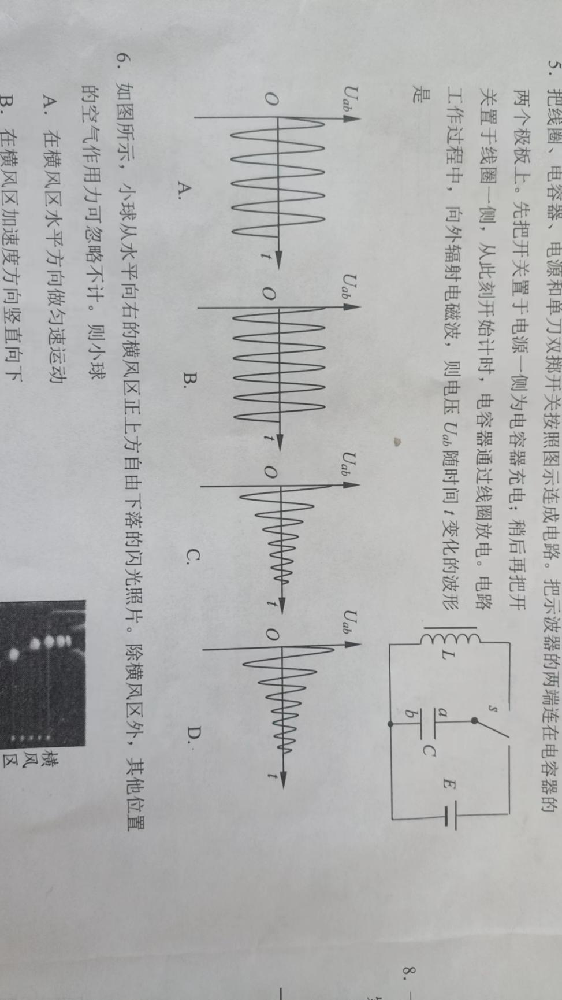 5. 把线圈、电容器、电源和单刀双掷开关按照图示连成电路。把示波器的两端连在电容器的
两个极板上。先把开关置于电源一侧为电容器充电；稍后再把开
关置于线圈一侧，从此刻开始计时，电容器通过线圈放电。电路
工作过程中，向外辐射电磁波，则电压 Uab 随时间 t 变化的波形
是
s
L
a
b
C
E
Uab
O
t
A.
Uab
O
t
B.
Uab
O
t
C.
Uab
O
t
D.
6. 如图所示，小球从水平向右的横风区正上方自由下落的闪光照片。除横风区外，其他位置
的空气作用力可忽略不计。则小球
A. 在横风区水平方向做匀速运动
B. 在横风区加速度方向竖直向下
横
风
区
8.